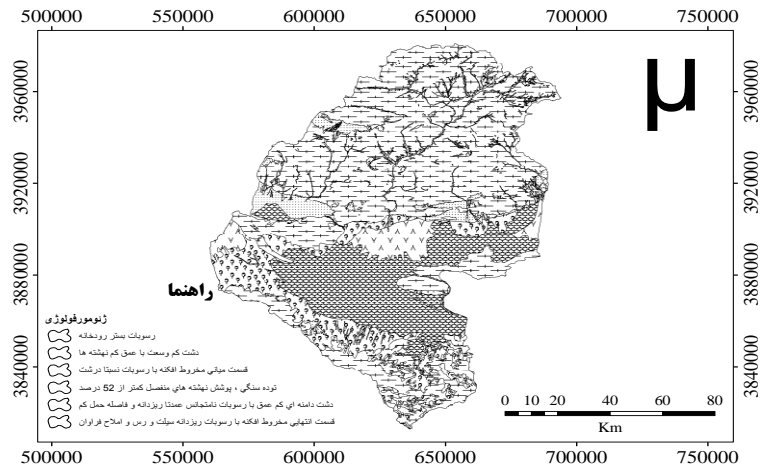 500000 550000 600000 650000 700000 750000
µ
3960000 3960000
3920000 3920000
3880000 3880000
3840000 3840000
راهنما
ژئومورفولوژی
رسوبات بستر رودخانه
دشت کم وسعت با عمق کم نهشته ها
قسمت میانی مخروط افکنه با رسوبات نسبتا درشت
توده سنگی ، پوشش نهشته های منفصل کمتر از 52 درصد
دشت دامنه ای کم عمق با رسوبات نامتجانس عمدتا ریزدانه و فاصله حمل کم
قسمت انتهایی مخروط افکنه با رسوبات ریزدانه سیلت و رس و املاح فراوان
0 10 20 40 60 80
Km
500000 550000 600000 650000 700000 750000